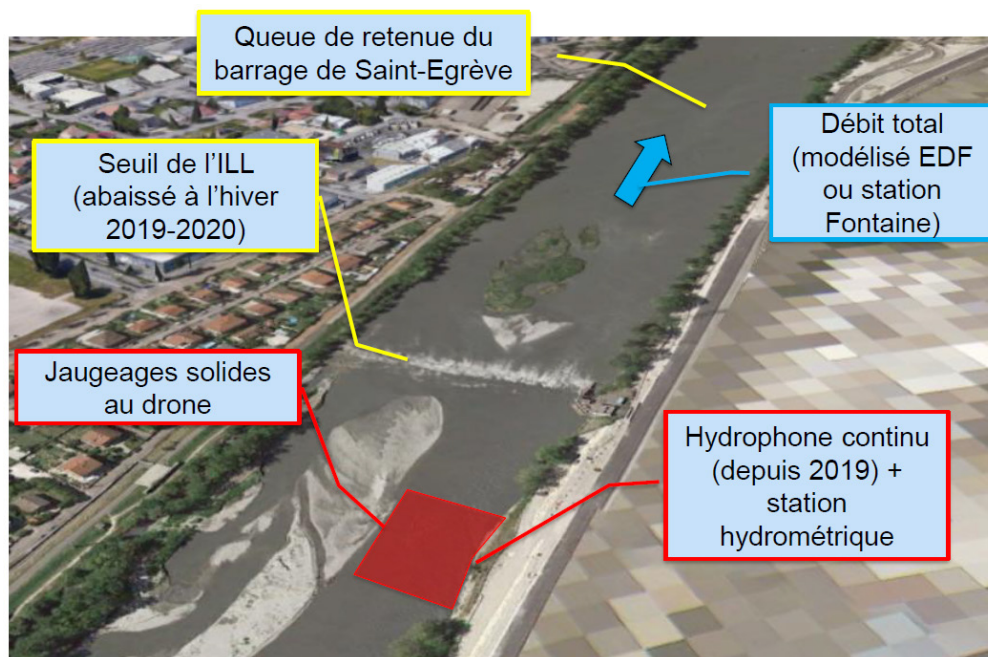 Queue de retenue du
barrage de Saint-Egrève
Débit total
(modélisé EDF
ou station
Fontaine)
Seuil de l'ILL
(abaissé à l'hiver
2019-2020)
Jaugeages solides
au drone
Hydrophone continu
(depuis 2019) +
station
hydrométrique